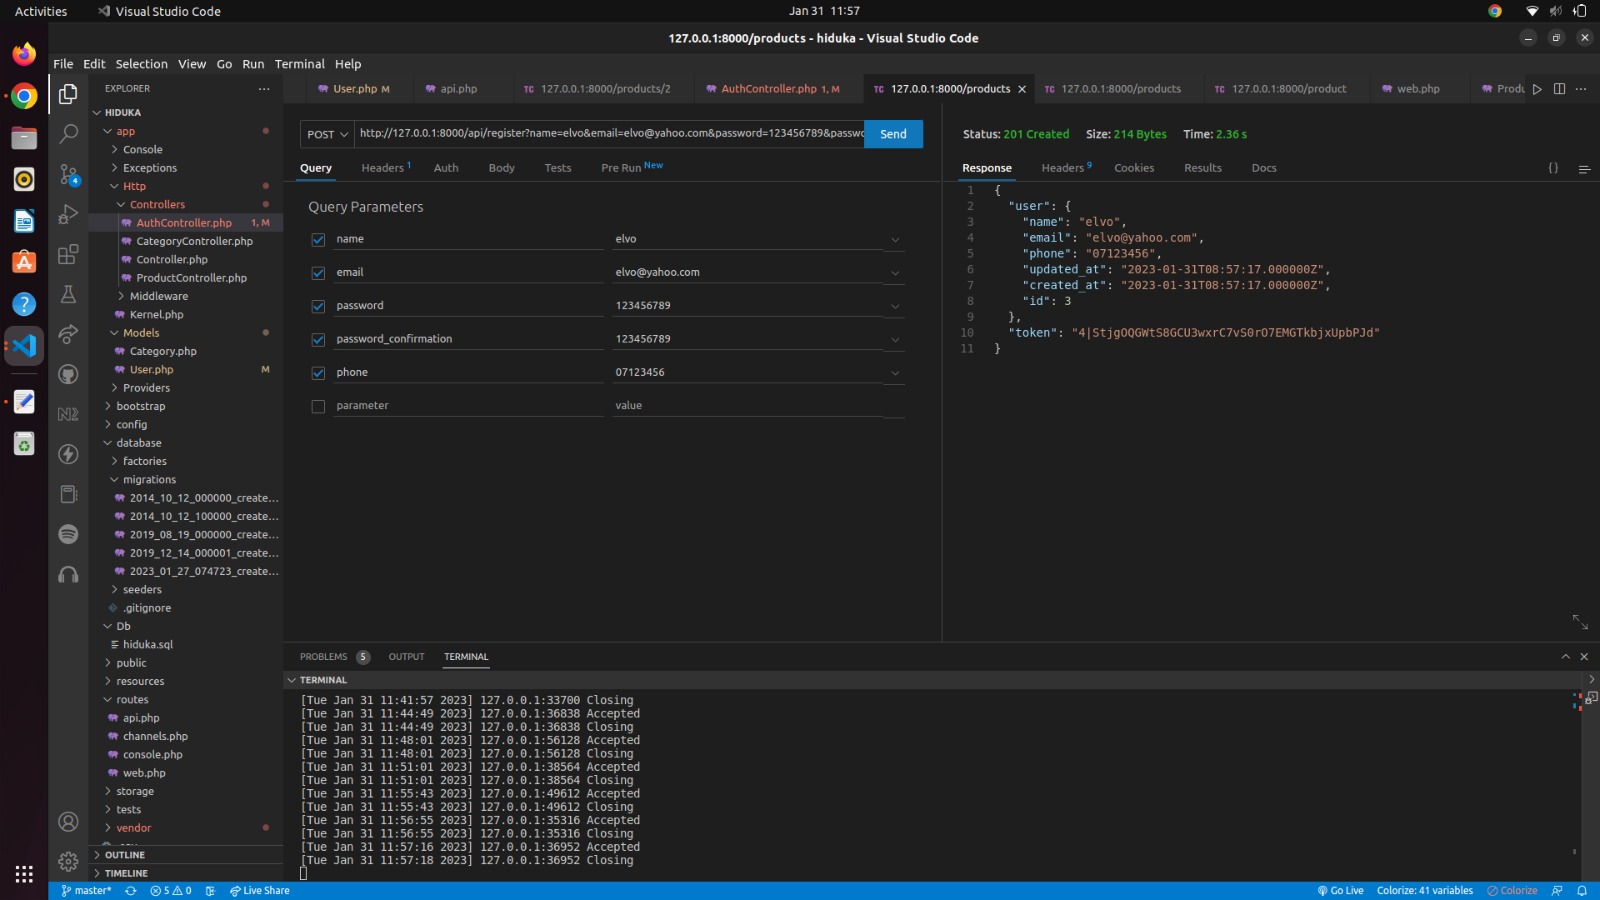 Activities
Visual Studio Code
Jan 31 11:57
127.0.0.1:8000/products - hiduka - Visual Studio Code
File Edit Selection View Go Run Terminal Help
EXPLORER
User.php M
api.php
TC 127.0.0.1:8000/products/2
AuthController.php 1, M
TC 127.0.0.1:8000/products
TC 127.0.0.1:8000/products
TC 127.0.0.1:8000/product
web.php
Produ
HIDUKA
app
Console
Exceptions
Http
Controllers
AuthController.php 1, M
CategoryController.php
Controller.php
ProductController.php
Middleware
Kernel.php
Models
Category.php
User.php M
Providers
bootstrap
config
database
factories
migrations
2014_10_12_000000_create...
2014_10_12_100000_create...
2019_08_19_000000_create...
2019_12_14_000001_create...
2023_01_27_074723_create...
seeders
.gitignore
Db
hiduka.sql
public
resources
routes
api.php
channels.php
console.php
web.php
storage
tests
vendor
OUTLINE
TIMELINE
4
N2
POST http://127.0.0.1:8000/api/register?name=elvo&email=elvo@yahoo.com&password=123456789&passwo Send
Query Headers 1 Auth Body Tests Pre Run New
Query Parameters
name elvo
email elvo@yahoo.com
password 123456789
password_confirmation 123456789
phone 07123456
parameter value
Status: 201 Created Size: 214 Bytes Time: 2.36 s
Response Headers 9 Cookies Results Docs {}
1 {
2 "user": {
3 "name": "elvo",
4 "email": "elvo@yahoo.com",
5 "phone": "07123456",
6 "updated_at": "2023-01-31T08:57:17.000000Z",
7 "created_at": "2023-01-31T08:57:17.000000Z",
8 "id": 3
9 },
10 "token": "4|StjgOQGWtS8GCU3wxrC7vS0rO7EMGTkbjxUpbPJd"
11 }
PROBLEMS 5 OUTPUT TERMINAL
TERMINAL
[Tue Jan 31 11:41:57 2023] 127.0.0.1:33700 Closing
[Tue Jan 31 11:44:49 2023] 127.0.0.1:36838 Accepted
[Tue Jan 31 11:44:49 2023] 127.0.0.1:36838 Closing
[Tue Jan 31 11:48:01 2023] 127.0.0.1:56128 Accepted
[Tue Jan 31 11:48:01 2023] 127.0.0.1:56128 Closing
[Tue Jan 31 11:51:01 2023] 127.0.0.1:38564 Accepted
[Tue Jan 31 11:51:01 2023] 127.0.0.1:38564 Closing
[Tue Jan 31 11:55:43 2023] 127.0.0.1:49612 Accepted
[Tue Jan 31 11:55:43 2023] 127.0.0.1:49612 Closing
[Tue Jan 31 11:56:55 2023] 127.0.0.1:35316 Accepted
[Tue Jan 31 11:56:55 2023] 127.0.0.1:35316 Closing
[Tue Jan 31 11:57:16 2023] 127.0.0.1:36952 Accepted
[Tue Jan 31 11:57:18 2023] 127.0.0.1:36952 Closing
master* 5 0 Live Share
Go Live Colorize: 41 variables Colorize